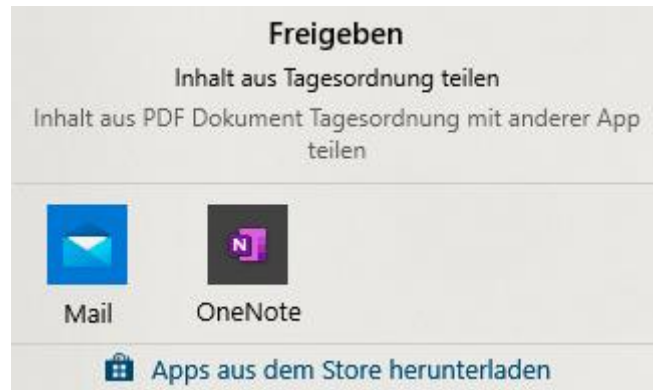 Freigeben
Inhalt aus Tagesordnung teilen
Inhalt aus PDF Dokument Tagesordnung mit anderer App
teilen
N
Mail OneNote
Apps aus dem Store herunterladen